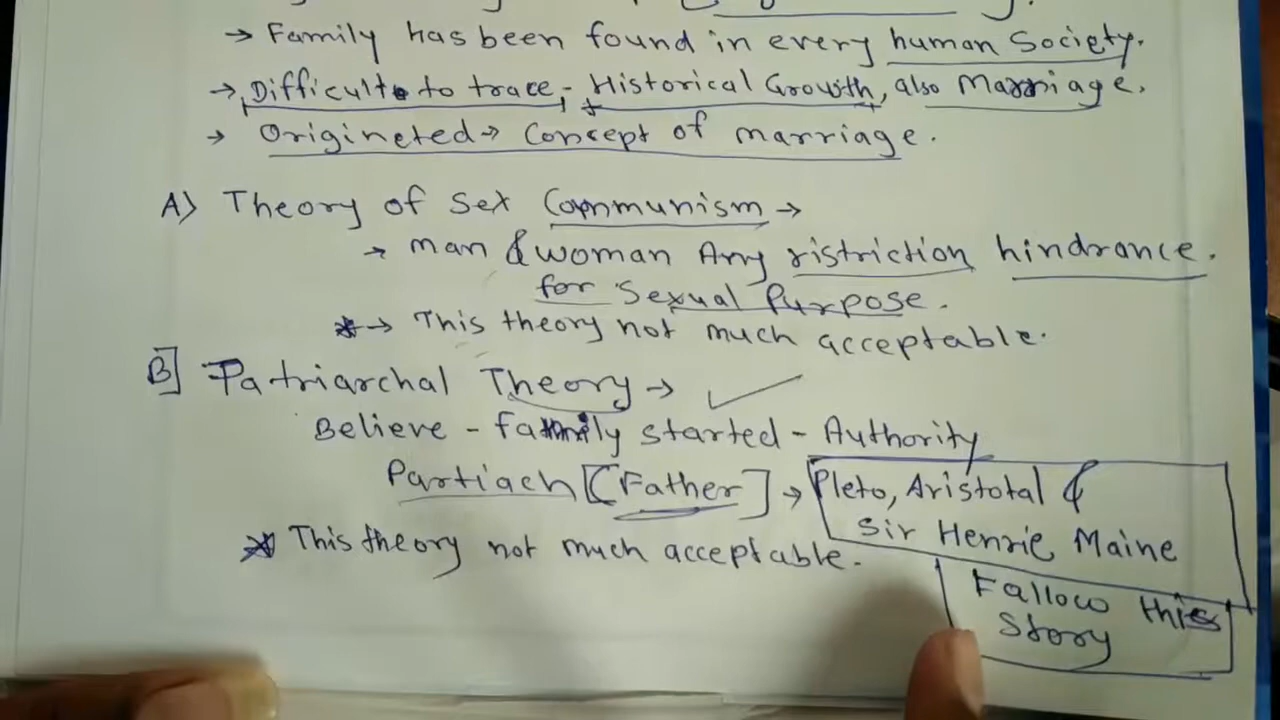 → Family has been found in every human Society.
→ Difficult to trace - Historical Growth, also Marriage.
→ Origineted → Concept of marriage.
A) Theory of Sex Commmunism →
→ man & woman Any ristriction hindrance.
for Sexual Purpose.
* → This theory not much acceptable.
B] Patriarchal Theory → ✓
Believe - family started - Authority
Partiach [Father] → Pleto, Aristotal &
Sir Henrie Maine
* This theory not much acceptable.
Fallow this
Story